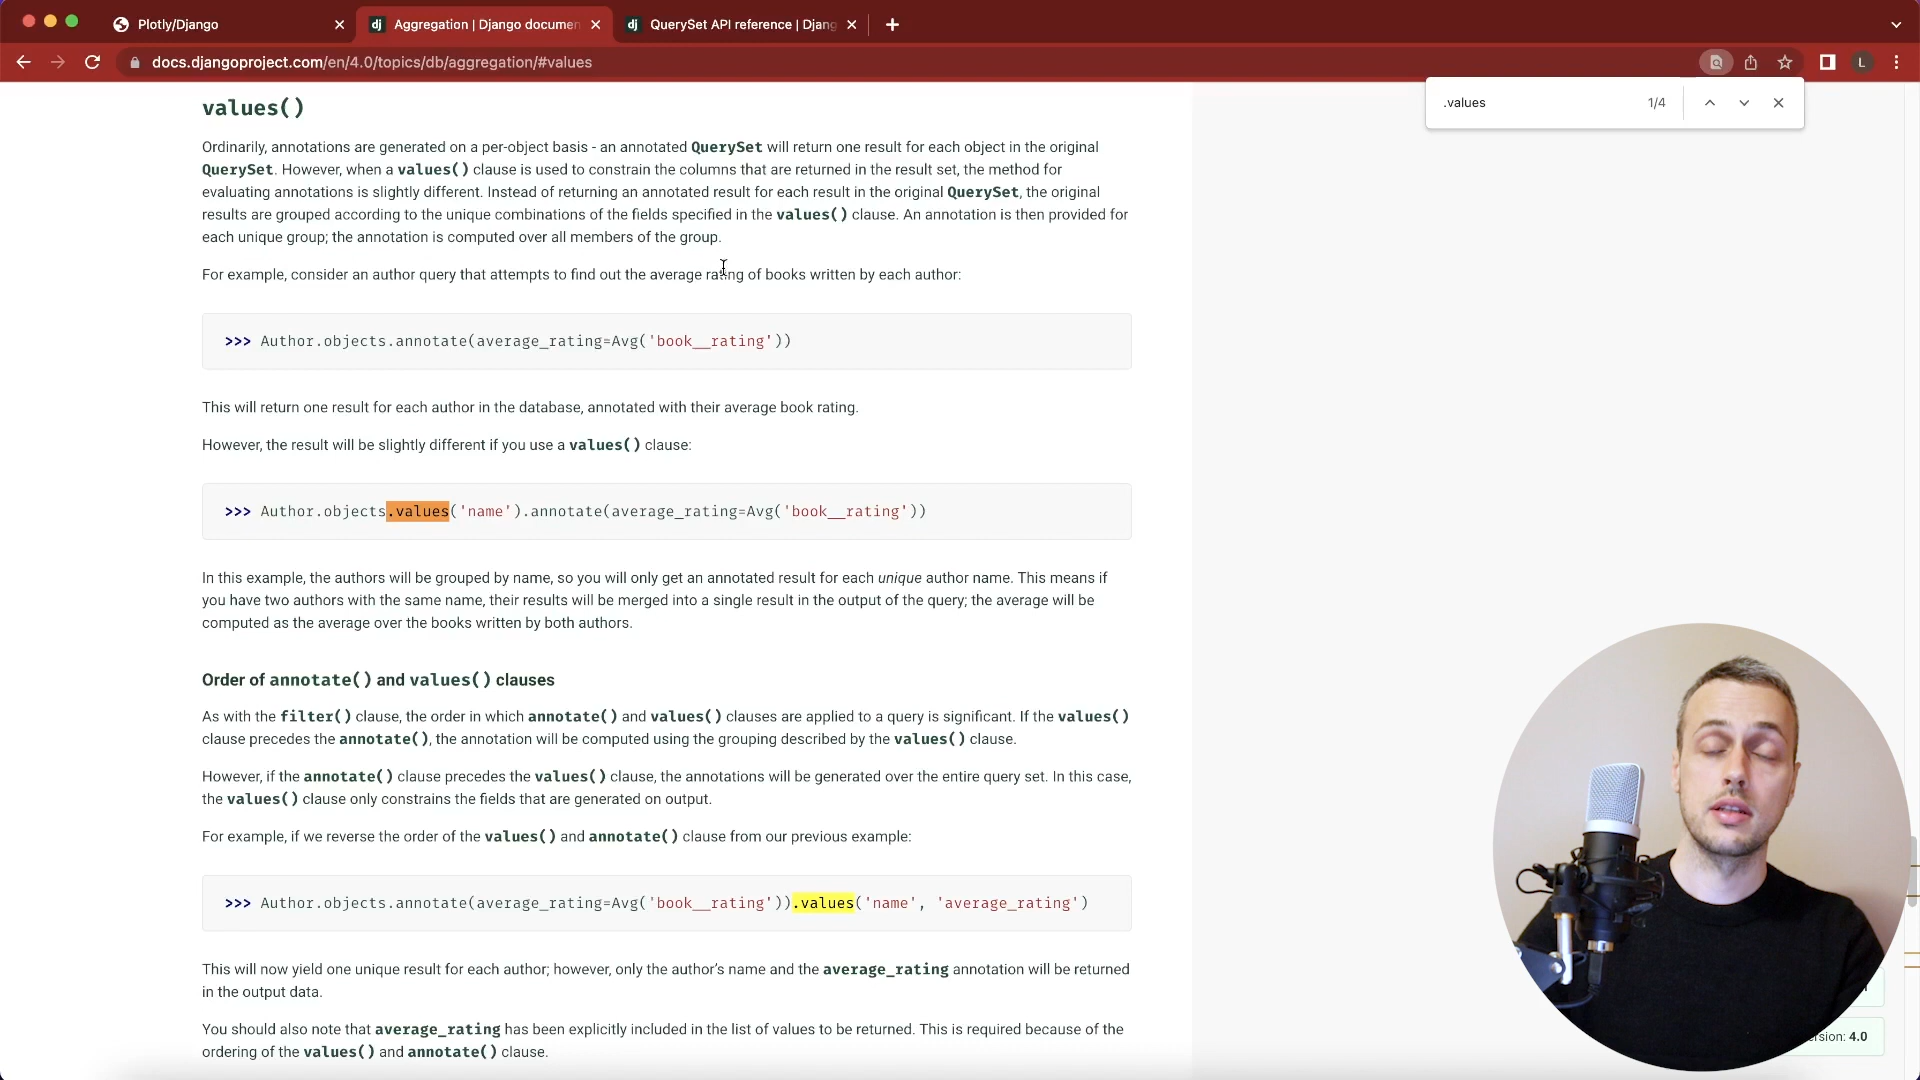 Plotly/Django
Aggregation | Django documen
QuerySet API reference | Djang
docs.djangoproject.com/en/4.0/topics/db/aggregation/#values
L
.values
1/4
values()
Ordinarily, annotations are generated on a per-object basis - an annotated QuerySet will return one result for each object in the original
QuerySet. However, when a values() clause is used to constrain the columns that are returned in the result set, the method for
evaluating annotations is slightly different. Instead of returning an annotated result for each result in the original QuerySet, the original
results are grouped according to the unique combinations of the fields specified in the values() clause. An annotation is then provided for
each unique group; the annotation is computed over all members of the group.
For example, consider an author query that attempts to find out the average rating of books written by each author:
>>> Author.objects.annotate(average_rating=Avg('book__rating'))
This will return one result for each author in the database, annotated with their average book rating.
However, the result will be slightly different if you use a values() clause:
>>> Author.objects.values('name').annotate(average_rating=Avg('book__rating'))
In this example, the authors will be grouped by name, so you will only get an annotated result for each unique author name. This means if
you have two authors with the same name, their results will be merged into a single result in the output of the query; the average will be
computed as the average over the books written by both authors.
Order of annotate() and values() clauses
As with the filter() clause, the order in which annotate() and values() clauses are applied to a query is significant. If the values()
clause precedes the annotate(), the annotation will be computed using the grouping described by the values() clause.
However, if the annotate() clause precedes the values() clause, the annotations will be generated over the entire query set. In this case,
the values() clause only constrains the fields that are generated on output.
For example, if we reverse the order of the values() and annotate() clause from our previous example:
>>> Author.objects.annotate(average_rating=Avg('book__rating')).values('name', 'average_rating')
This will now yield one unique result for each author; however, only the author's name and the average_rating annotation will be returned
in the output data.
You should also note that average_rating has been explicitly included in the list of values to be returned. This is required because of the
ordering of the values() and annotate() clause.
rsion: 4.0